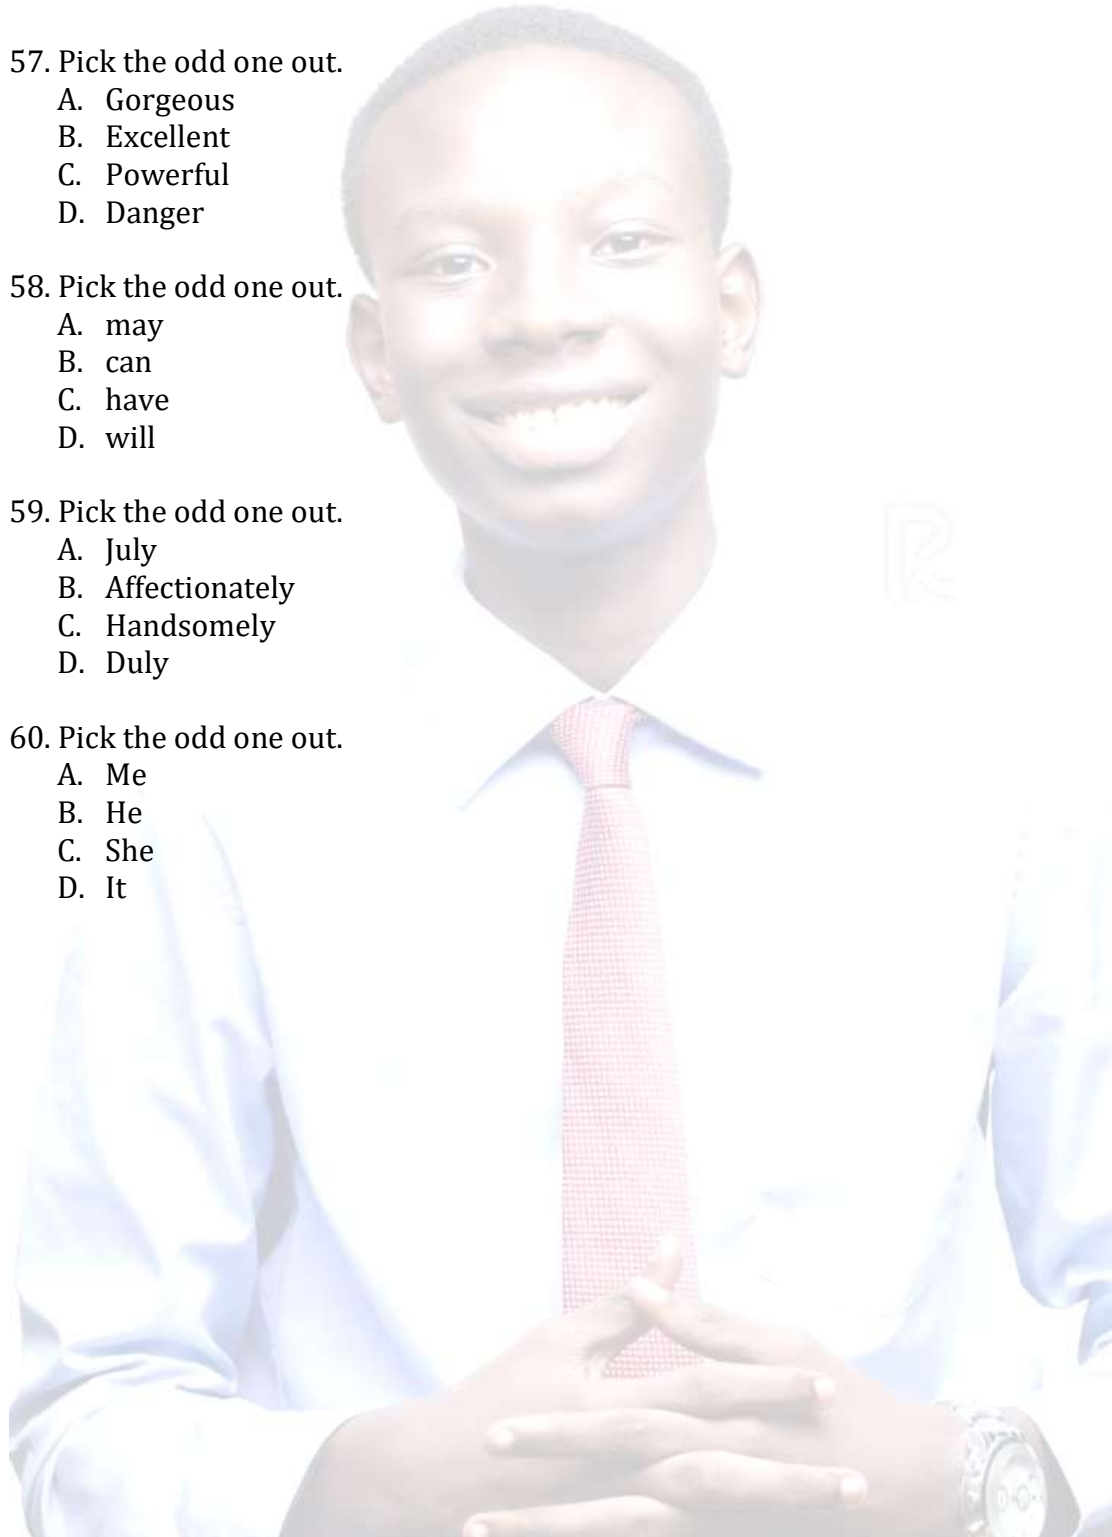 57. Pick the odd one out.
A. Gorgeous
B. Excellent
C. Powerful
D. Danger
58. Pick the odd one out.
A. may
B. can
C. have
D. will
59. Pick the odd one out.
A. July
B. Affectionately
C. Handsomely
D. Duly
60. Pick the odd one out.
A. Me
B. He
C. She
D. It